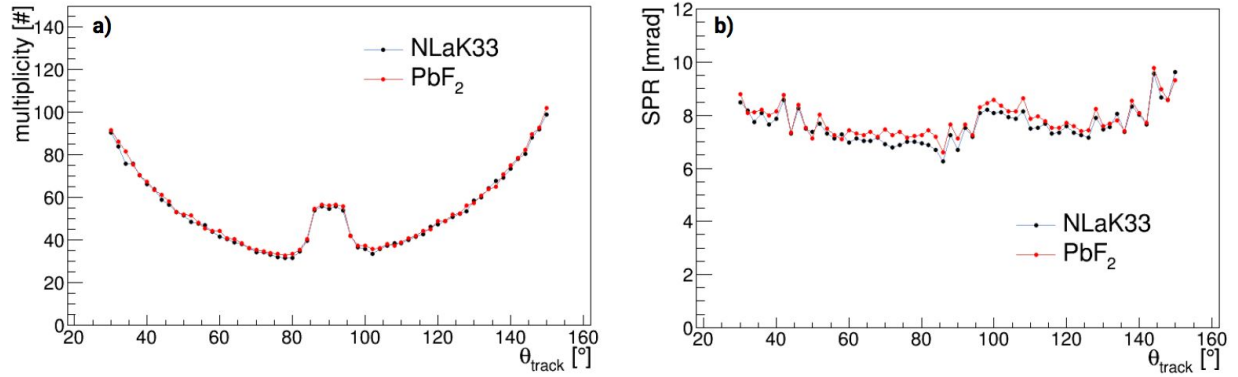 a)
multiplicity [#]
140
120
100
80
60
40
20
0
NLaK33
PbF₂
20 40 60 80 100 120 140 160
θtrack [°]
b)
SPR [mrad]
12
10
8
6
4
2
0
NLaK33
PbF₂
20 40 60 80 100 120 140 160
θtrack [°]